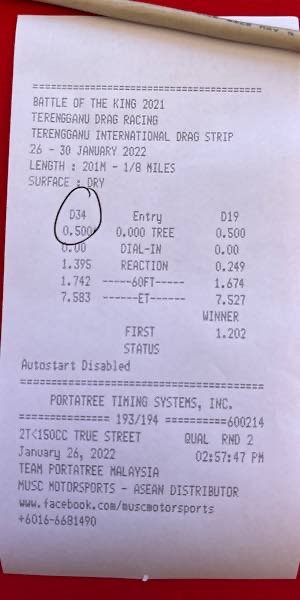 =====================================
BATTLE OF THE KING 2021
TERENGGANU DRAG RACING
TERENGGANU INTERNATIONAL DRAG STRIP
26 - 30 JANUARY 2022
LENGTH : 201M - 1/8 MILES
SURFACE : DRY
D34 Entry D19
0.500 0.000 TREE 0.500
0.00 DIAL-IN 0.00
1.395 REACTION 0.249
1.742 -----60FT----- 1.674
7.583 ------ET------ 7.527
WINNER
FIRST 1.202
STATUS
Autostart Disabled
=====================================
PORTATREE TIMING SYSTEMS, INC.
============== 193/194 ==========600214
2T<150CC TRUE STREET QUAL RND 2
January 26, 2022 02:57:47 PM
TEAM PORTATREE MALAYSIA
MUSC MOTORSPORTS - ASEAN DISTRIBUTOR
www.facebook.com/muscmotorsports
+6016-6681490